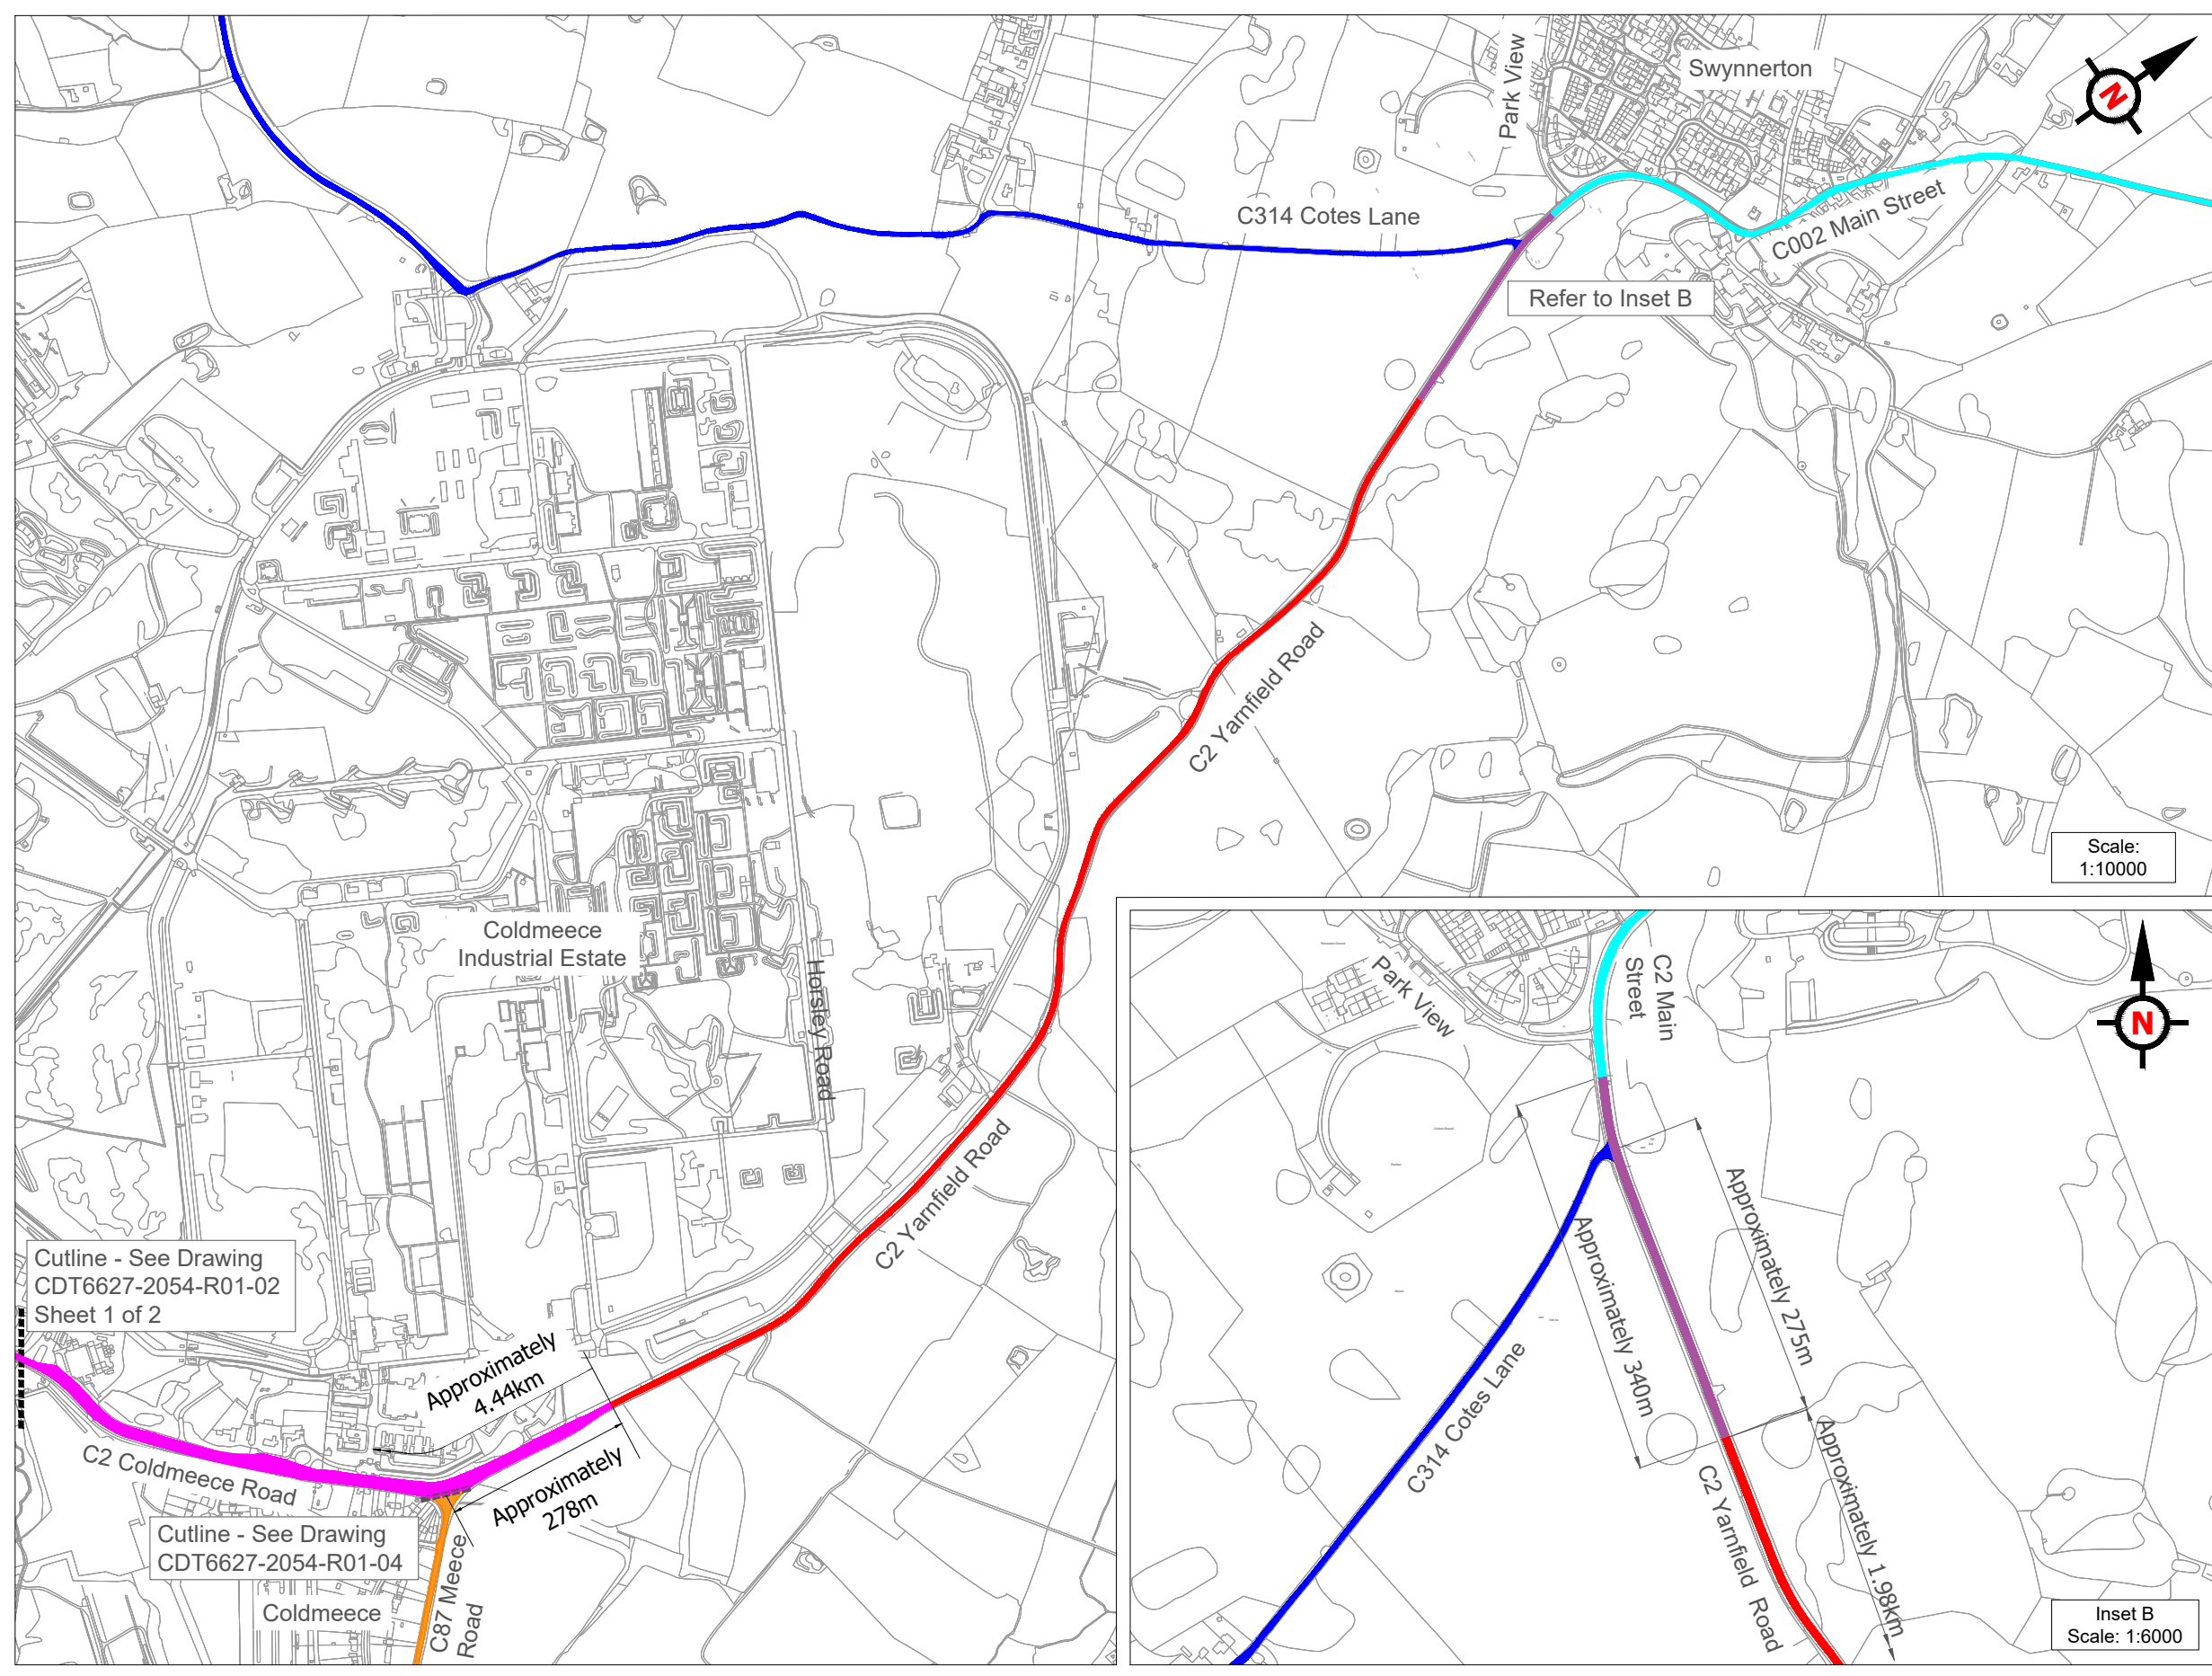 Park View
Swynnerton
N
C314 Cotes Lane
C002 Main Street
Refer to Inset B
C2 Yarnfield Road
Scale:
1:10000
Coldmeece
Industrial Estate
Horsley Road
C2 Yarnfield Road
Cutline - See Drawing
CDT6627-2054-R01-02
Sheet 1 of 2
Approximately
4.44km
Approximately
278m
C2 Coldmeece Road
Cutline - See Drawing
CDT6627-2054-R01-04
Coldmeece
C87 Meece
Road
Park View
C2 Main
Street
N
Approximately 275m
Approximately 340m
C314 Cotes Lane
C2 Yarnfield Road
Approximately 1.98km
Inset B
Scale: 1:6000